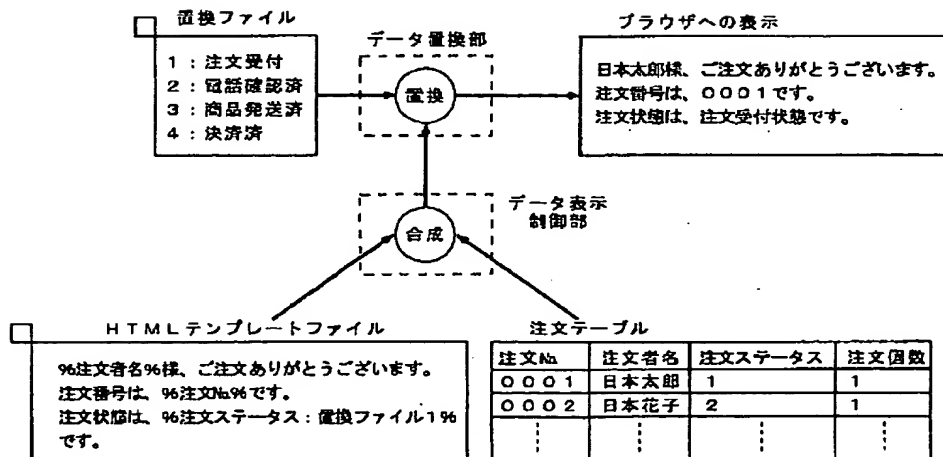 置換ファイル
1：注文受付
2：電話確認済
3：商品発送済
4：決済済
データ置換部
置換
ブラウザへの表示
日本太郎様、ご注文ありがとうございます。
注文番号は、0001です。
注文状態は、注文受付状態です。
合成
データ表示
制御部
HTMLテンプレートファイル
%注文者名%様、ご注文ありがとうございます。
注文番号は、%注文№%です。
注文状態は、%注文ステータス：置換ファイル1%
です。
注文テーブル
注文№ 注文者名 注文ステータス 注文個数
0001 日本太郎 1 1
0002 日本花子 2 1